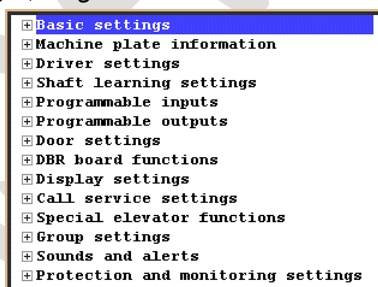 Basic settings
Machine plate information
Driver settings
Shaft learning settings
Programmable inputs
Programmable outputs
Door settings
DBR board functions
Display settings
Call service settings
Special elevator functions
Group settings
Sounds and alerts
Protection and monitoring settings